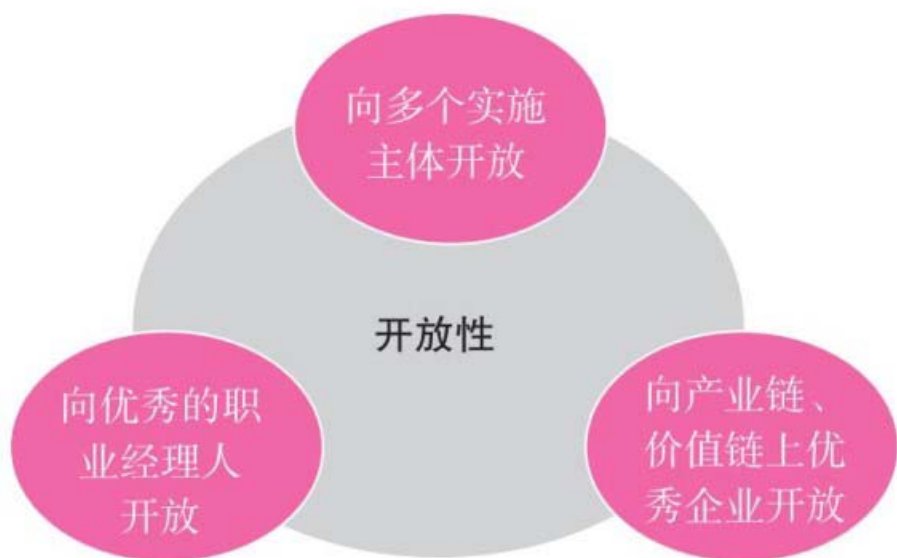 向多个实施
主体开放
开放性
向优秀的职
业经理人
开放
向产业链、
价值链上优
秀企业开放